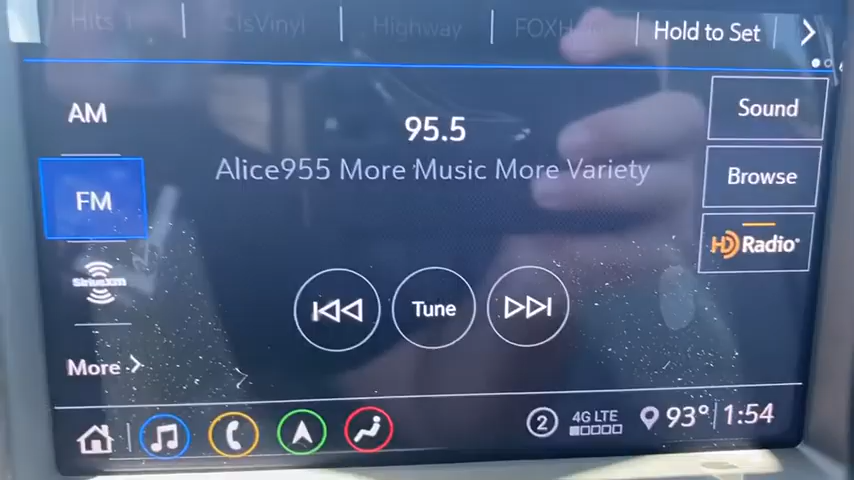 Hits 1
ClsVinyl
Highway
Hold to Set
AM
95.5
Sound
Alice955 More Music More Variety
FM
Browse
HD Radio
SiriusXM
Tune
More
2
4G LTE
93° 1:54